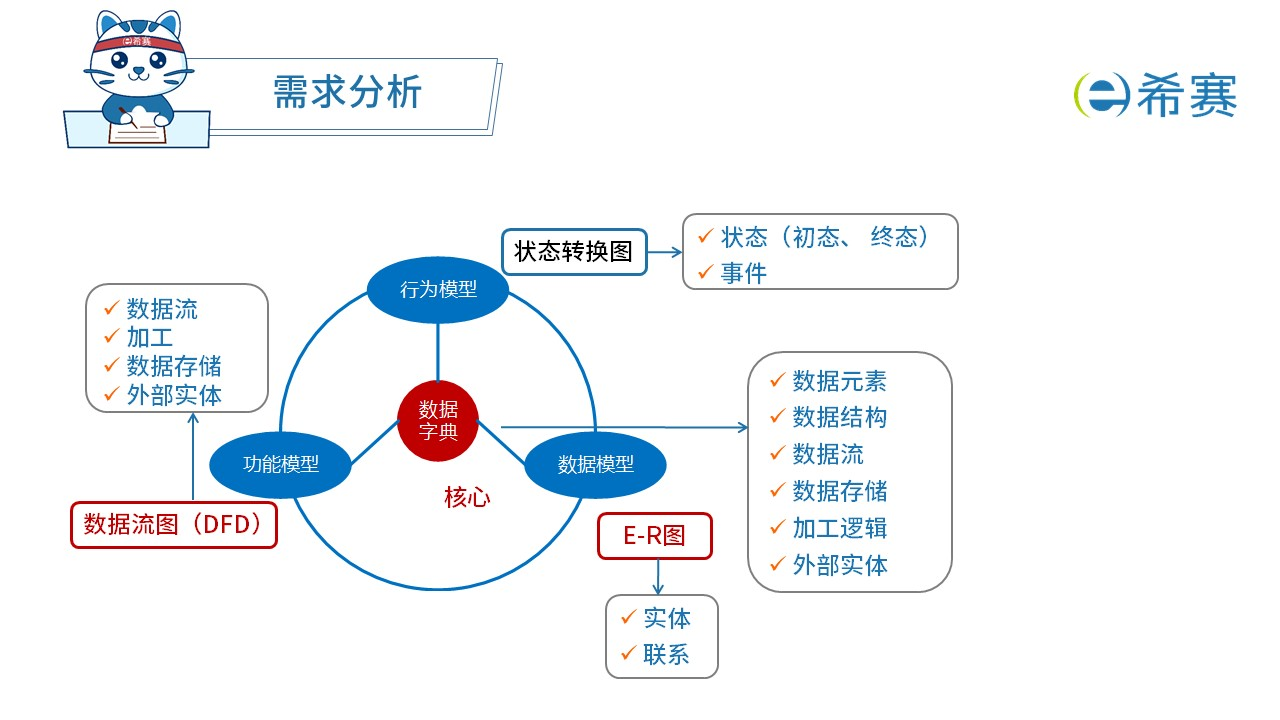 希赛
需求分析
希赛
状态转换图
状态（初态、 终态）
事件
行为模型
数据流
加工
数据存储
外部实体
数据
字典
数据元素
数据结构
数据流
数据存储
加工逻辑
外部实体
功能模型
数据模型
核心
数据流图（DFD）
E-R图
实体
联系